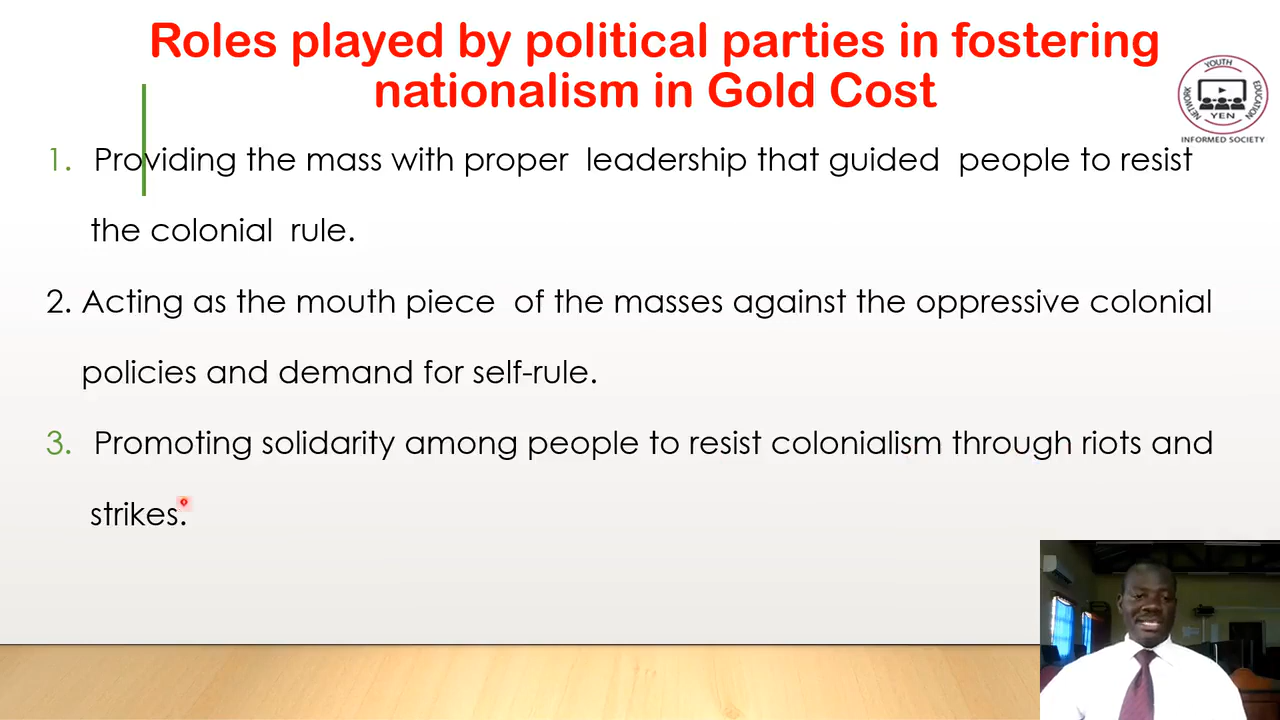 Roles played by political parties in fostering
nationalism in Gold Cost
YOUTH
EDUCATION
NETWORK
YEN
INFORMED SOCIETY
1. Providing the mass with proper leadership that guided people to resist
the colonial rule.
2. Acting as the mouth piece of the masses against the oppressive colonial
policies and demand for self-rule.
3. Promoting solidarity among people to resist colonialism through riots and
strikes.